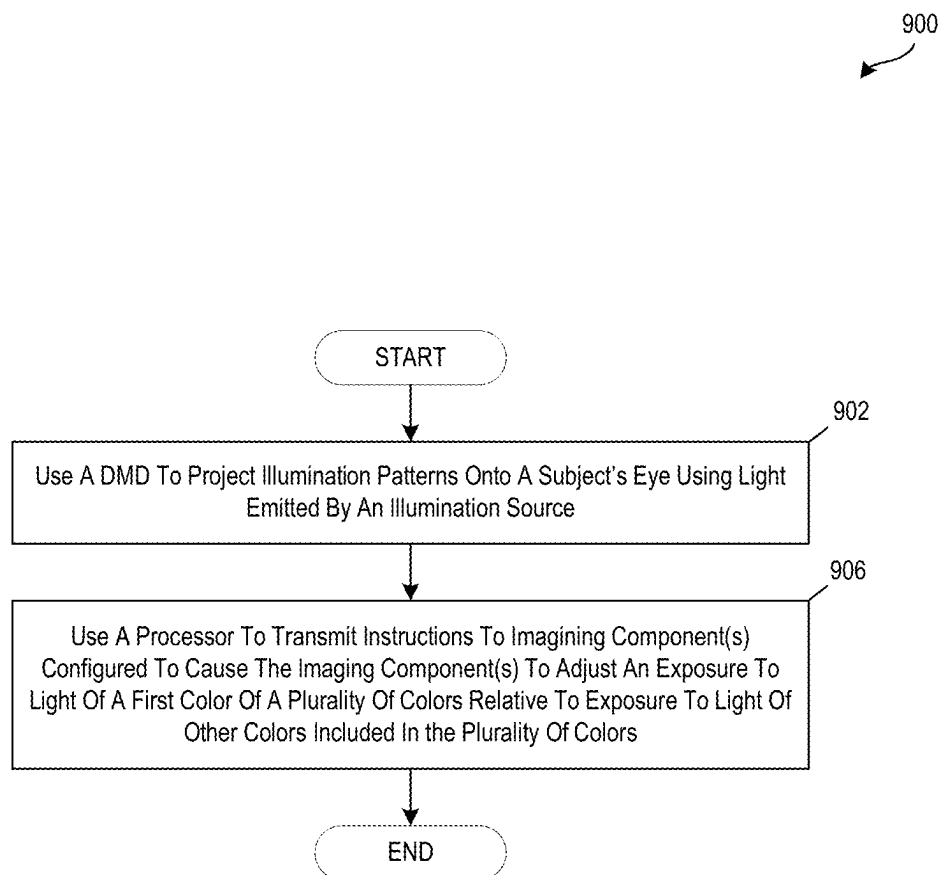 900
START
902
Use A DMD To Project Illumination Patterns Onto A Subject's Eye Using Light
Emitted By An Illumination Source
906
Use A Processor To Transmit Instructions To Imagining Component(s)
Configured To Cause The Imaging Component(s) To Adjust An Exposure To
Light Of A First Color Of A Plurality Of Colors Relative To Exposure To Light Of
Other Colors Included In the Plurality Of Colors
END